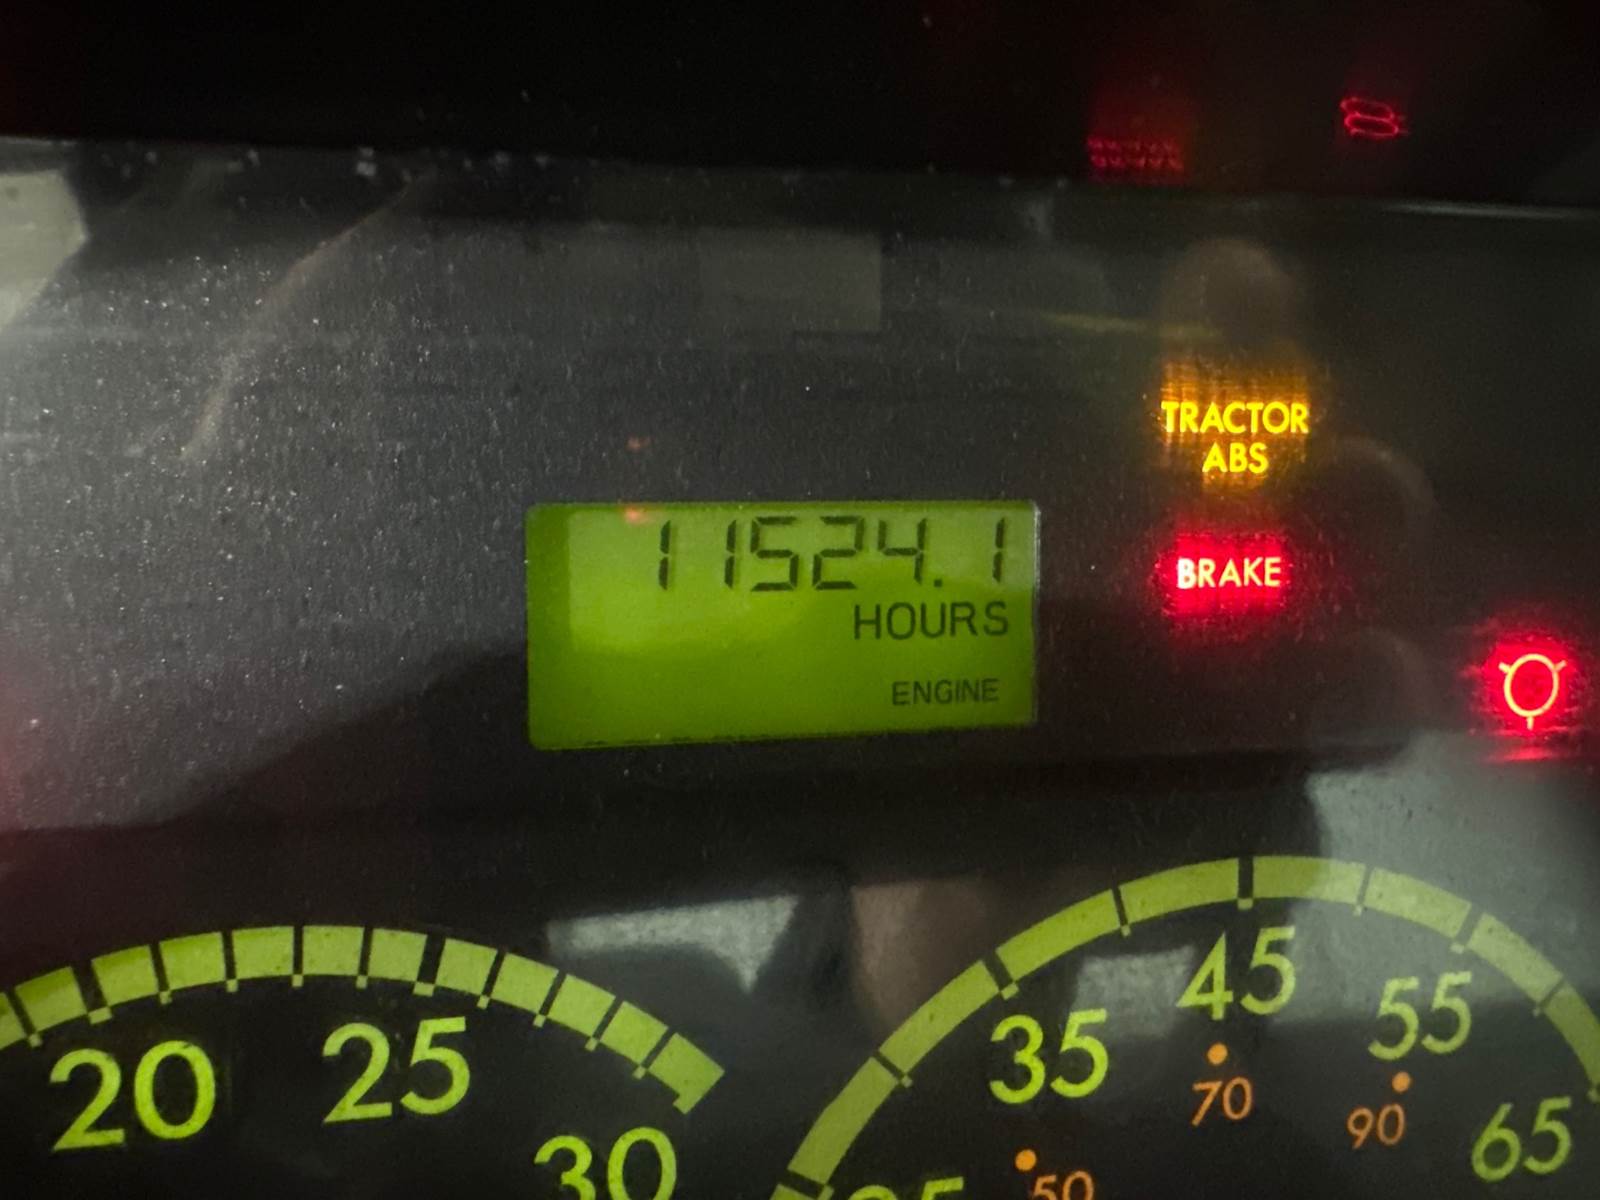 TRACTOR
ABS
11524.1
HOURS
ENGINE
BRAKE
20
25
30
35
45
55
65
50
70
90